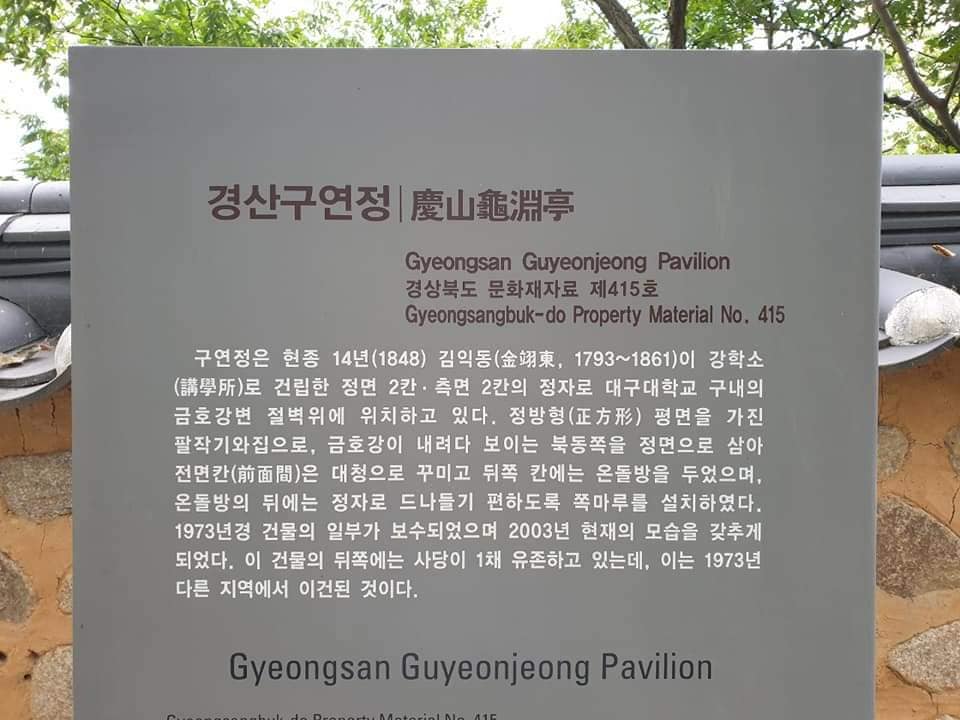 경산구연정|慶山龜淵亭
Gyeongsan Guyeonjeong Pavilion
경상북도 문화재자료 제415호
Gyeongsangbuk-do Property Material No. 415
구연정은 현종 14년(1848) 김익동(金翊東, 1793~1861)이 강학소
(講學所)로 건립한 정면 2칸·측면 2칸의 정자로 대구대학교 구내의
금호강변 절벽위에 위치하고 있다. 정방형(正方形) 평면을 가진
팔작기와집으로, 금호강이 내려다 보이는 북동쪽을 정면으로 삼아
전면칸(前面間)은 대청으로 꾸미고 뒤쪽 칸에는 온돌방을 두었으며,
온돌방의 뒤에는 정자로 드나들기 편하도록 쪽마루를 설치하였다.
1973년경 건물의 일부가 보수되었으며 2003년 현재의 모습을 갖추게
되었다. 이 건물의 뒤쪽에는 사당이 1채 유존하고 있는데, 이는 1973년
다른 지역에서 이건된 것이다.
Gyeongsan Guyeonjeong Pavilion
Gyeongsangbuk-do Property Material No. 415